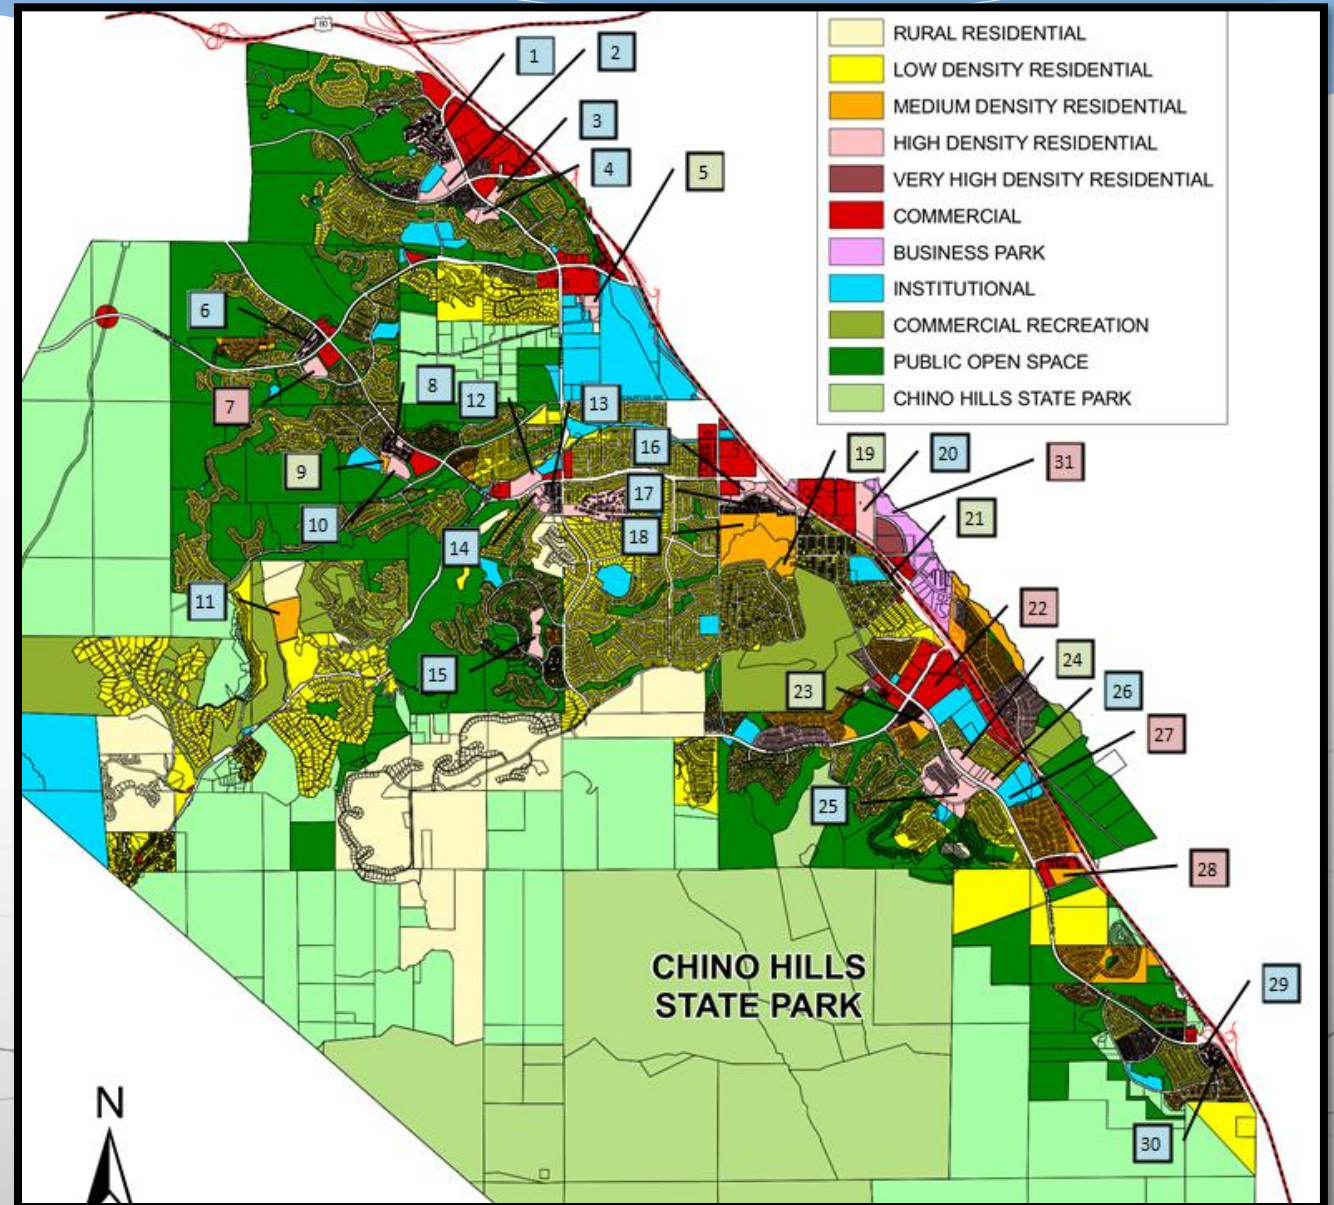 60
RURAL RESIDENTIAL
LOW DENSITY RESIDENTIAL
MEDIUM DENSITY RESIDENTIAL
HIGH DENSITY RESIDENTIAL
VERY HIGH DENSITY RESIDENTIAL
COMMERCIAL
BUSINESS PARK
INSTITUTIONAL
COMMERCIAL RECREATION
PUBLIC OPEN SPACE
CHINO HILLS STATE PARK
1
2
3
4
5
6
7
8
12
13
9
16
19
20
31
17
10
18
14
21
11
22
15
23
24
26
27
25
28
CHINO HILLS
STATE PARK
29
30
N